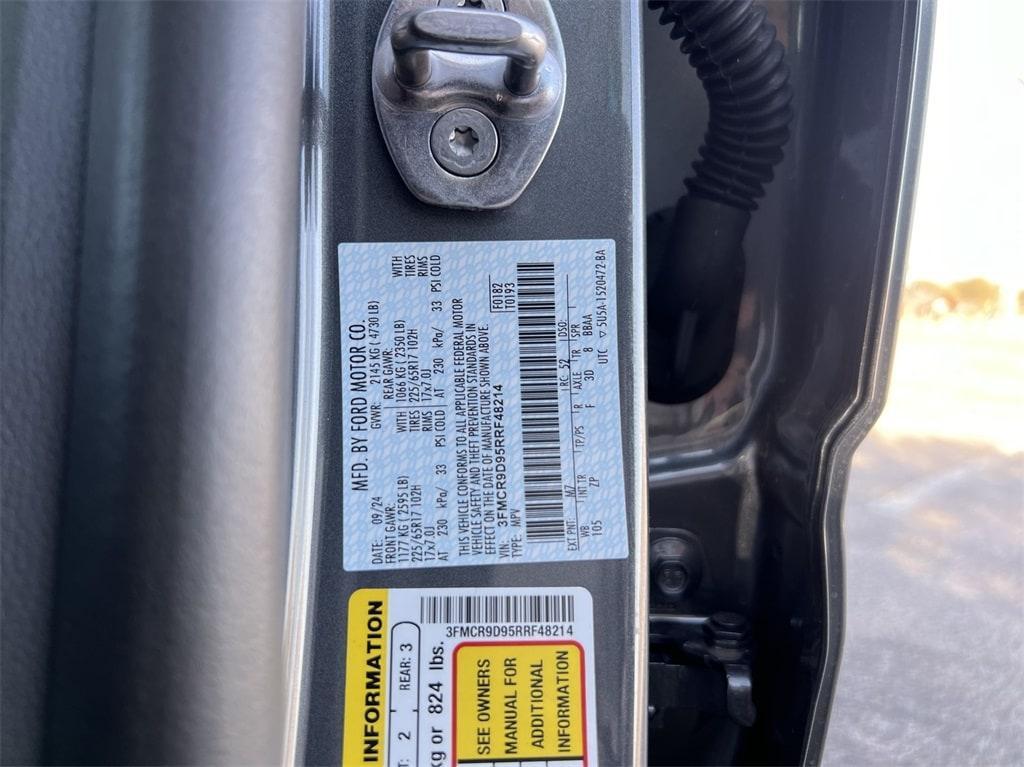 MFD. BY FORD MOTOR CO.
DATE: 09/24 GVWR: 2145 KG ( 4730 LB)
FRONT GAWR: REAR GAWR: WITH
1177 KG ( 2595 LB) WITH 1066 KG ( 2350 LB) TIRES
225/65R17 102H TIRES 225/65R17 102H RIMS
17x7.0J RIMS 17x7.0J
AT 230 kPa/ 33 PSI COLD AT 230 kPa/ 33 PSI COLD
THIS VEHICLE CONFORMS TO ALL APPLICABLE FEDERAL MOTOR
VEHICLE SAFETY AND THEFT PREVENTION STANDARDS IN
EFFECT ON THE DATE OF MANUFACTURE SHOWN ABOVE.
VIN: 3FMCR9D95RRF48214 F0182
TYPE: MPV T0193
EXT PNT: M7 RC: 52 DSO:
WB INT TR TP/PS R AXLE TR SPR
105 ZP F 3D 8 BBAA
UTC ▽ 5U5A-1520472-BA
INFORMATION
3FMCR9D95RRF48214
2 REAR: 3
kg or 824 lbs.
SEE OWNERS
MANUAL FOR
ADDITIONAL
INFORMATION